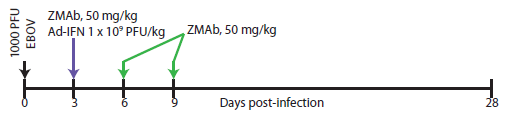 1000 PFU
EBOV
ZMAb, 50 mg/kg
Ad-IFN 1 x 10⁹ PFU/kg
ZMAb, 50 mg/kg
0 3 6 9 Days post-infection 28